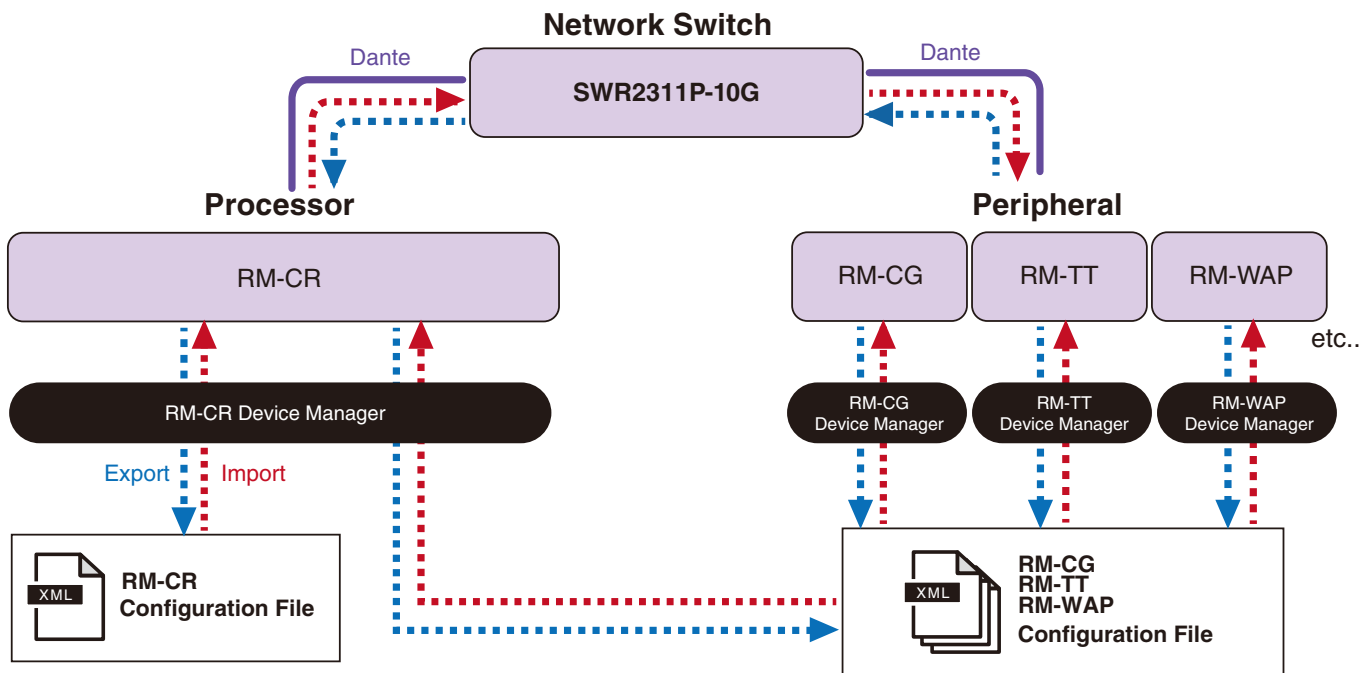 Network Switch
Dante
SWR2311P-10G
Dante
Processor
Peripheral
RM-CR
RM-CG
RM-TT
RM-WAP
etc..
RM-CR Device Manager
RM-CG
Device Manager
RM-TT
Device Manager
RM-WAP
Device Manager
Export
Import
XML
RM-CR
Configuration File
XML
RM-CG
RM-TT
RM-WAP
Configuration File